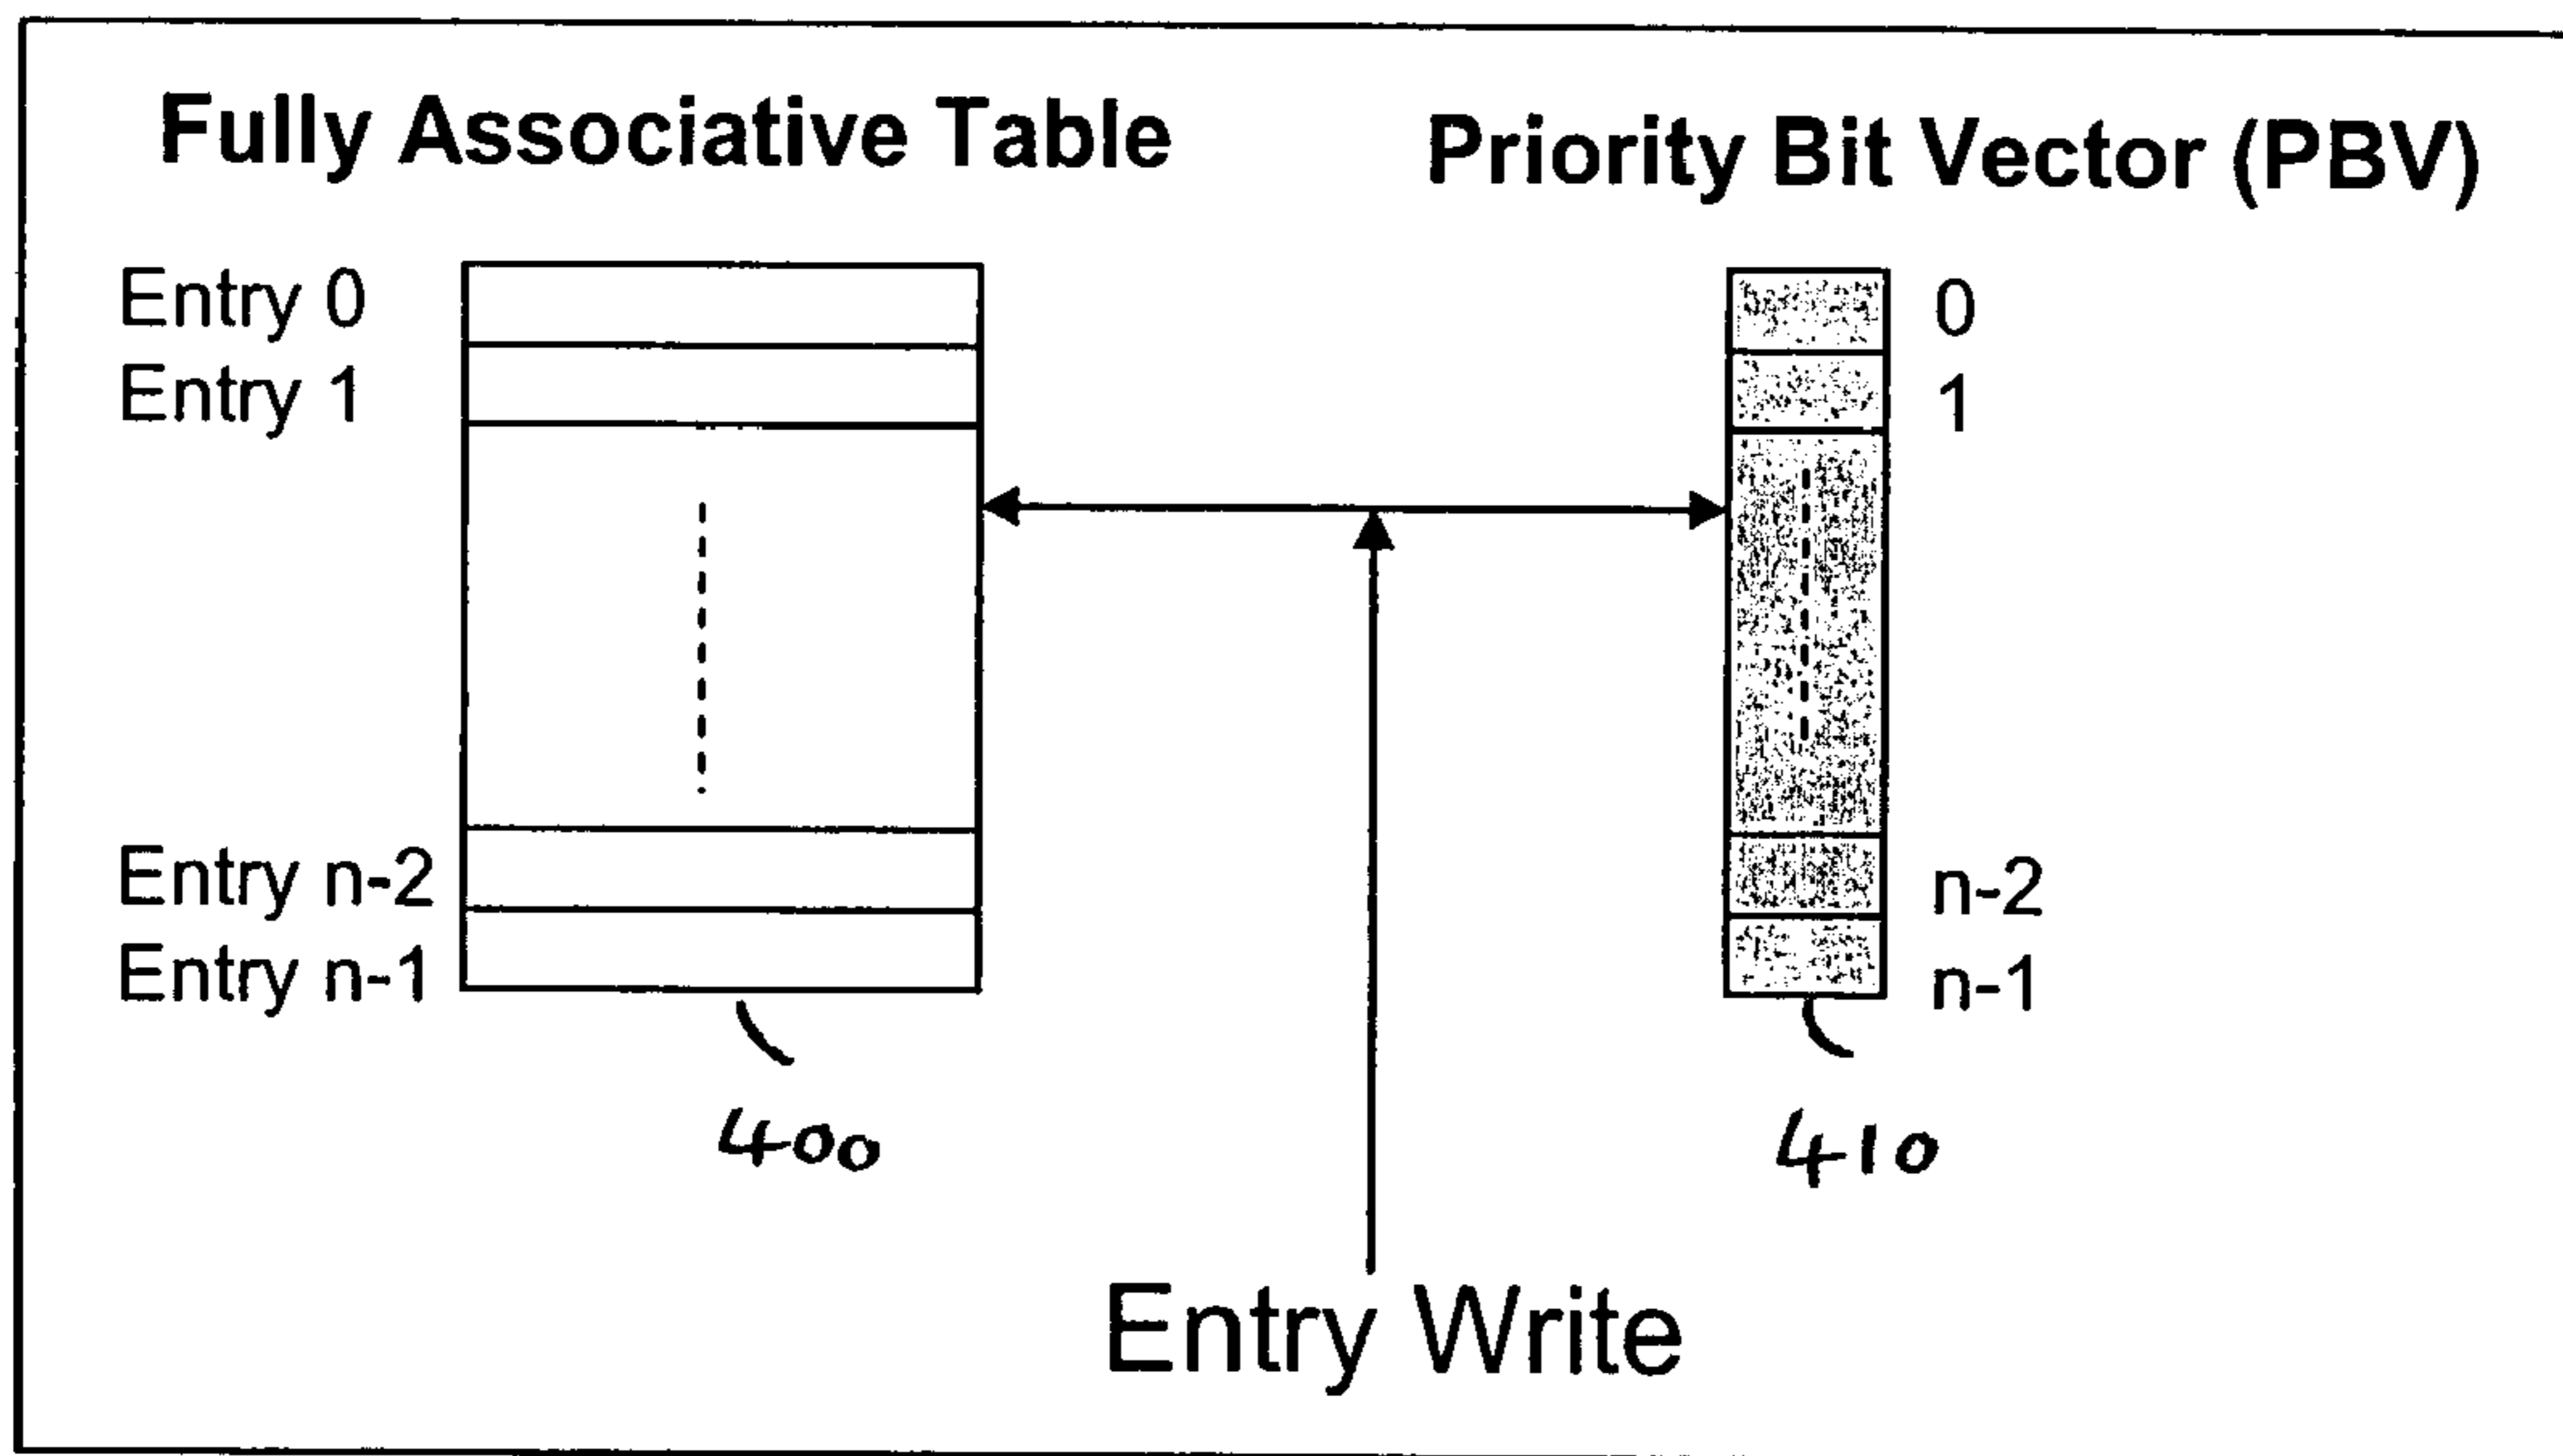 Fully Associative Table
Priority Bit Vector (PBV)
Entry 0
Entry 1
Entry n-2
Entry n-1
0
1
n-2
n-1
400
410
Entry Write